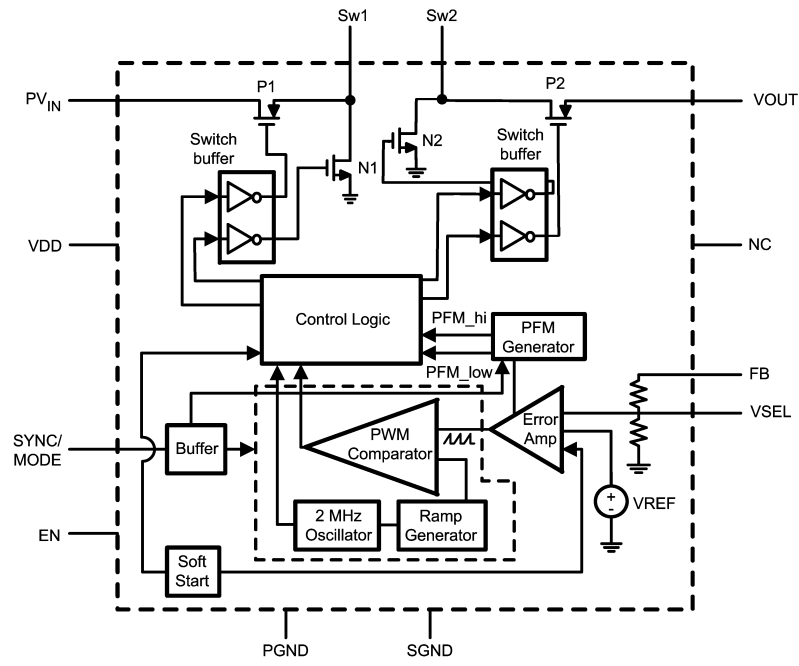 Sw1
Sw2
P1
P2
PVIN
VOUT
Switch
buffer
N1
N2
Switch
buffer
VDD
NC
Control Logic
PFM_hi
PFM
Generator
PFM_low
FB
VSEL
Error
Amp
SYNC/
MODE
Buffer
PWM
Comparator
+
-
VREF
2 MHz
Oscillator
Ramp
Generator
EN
Soft
Start
PGND
SGND